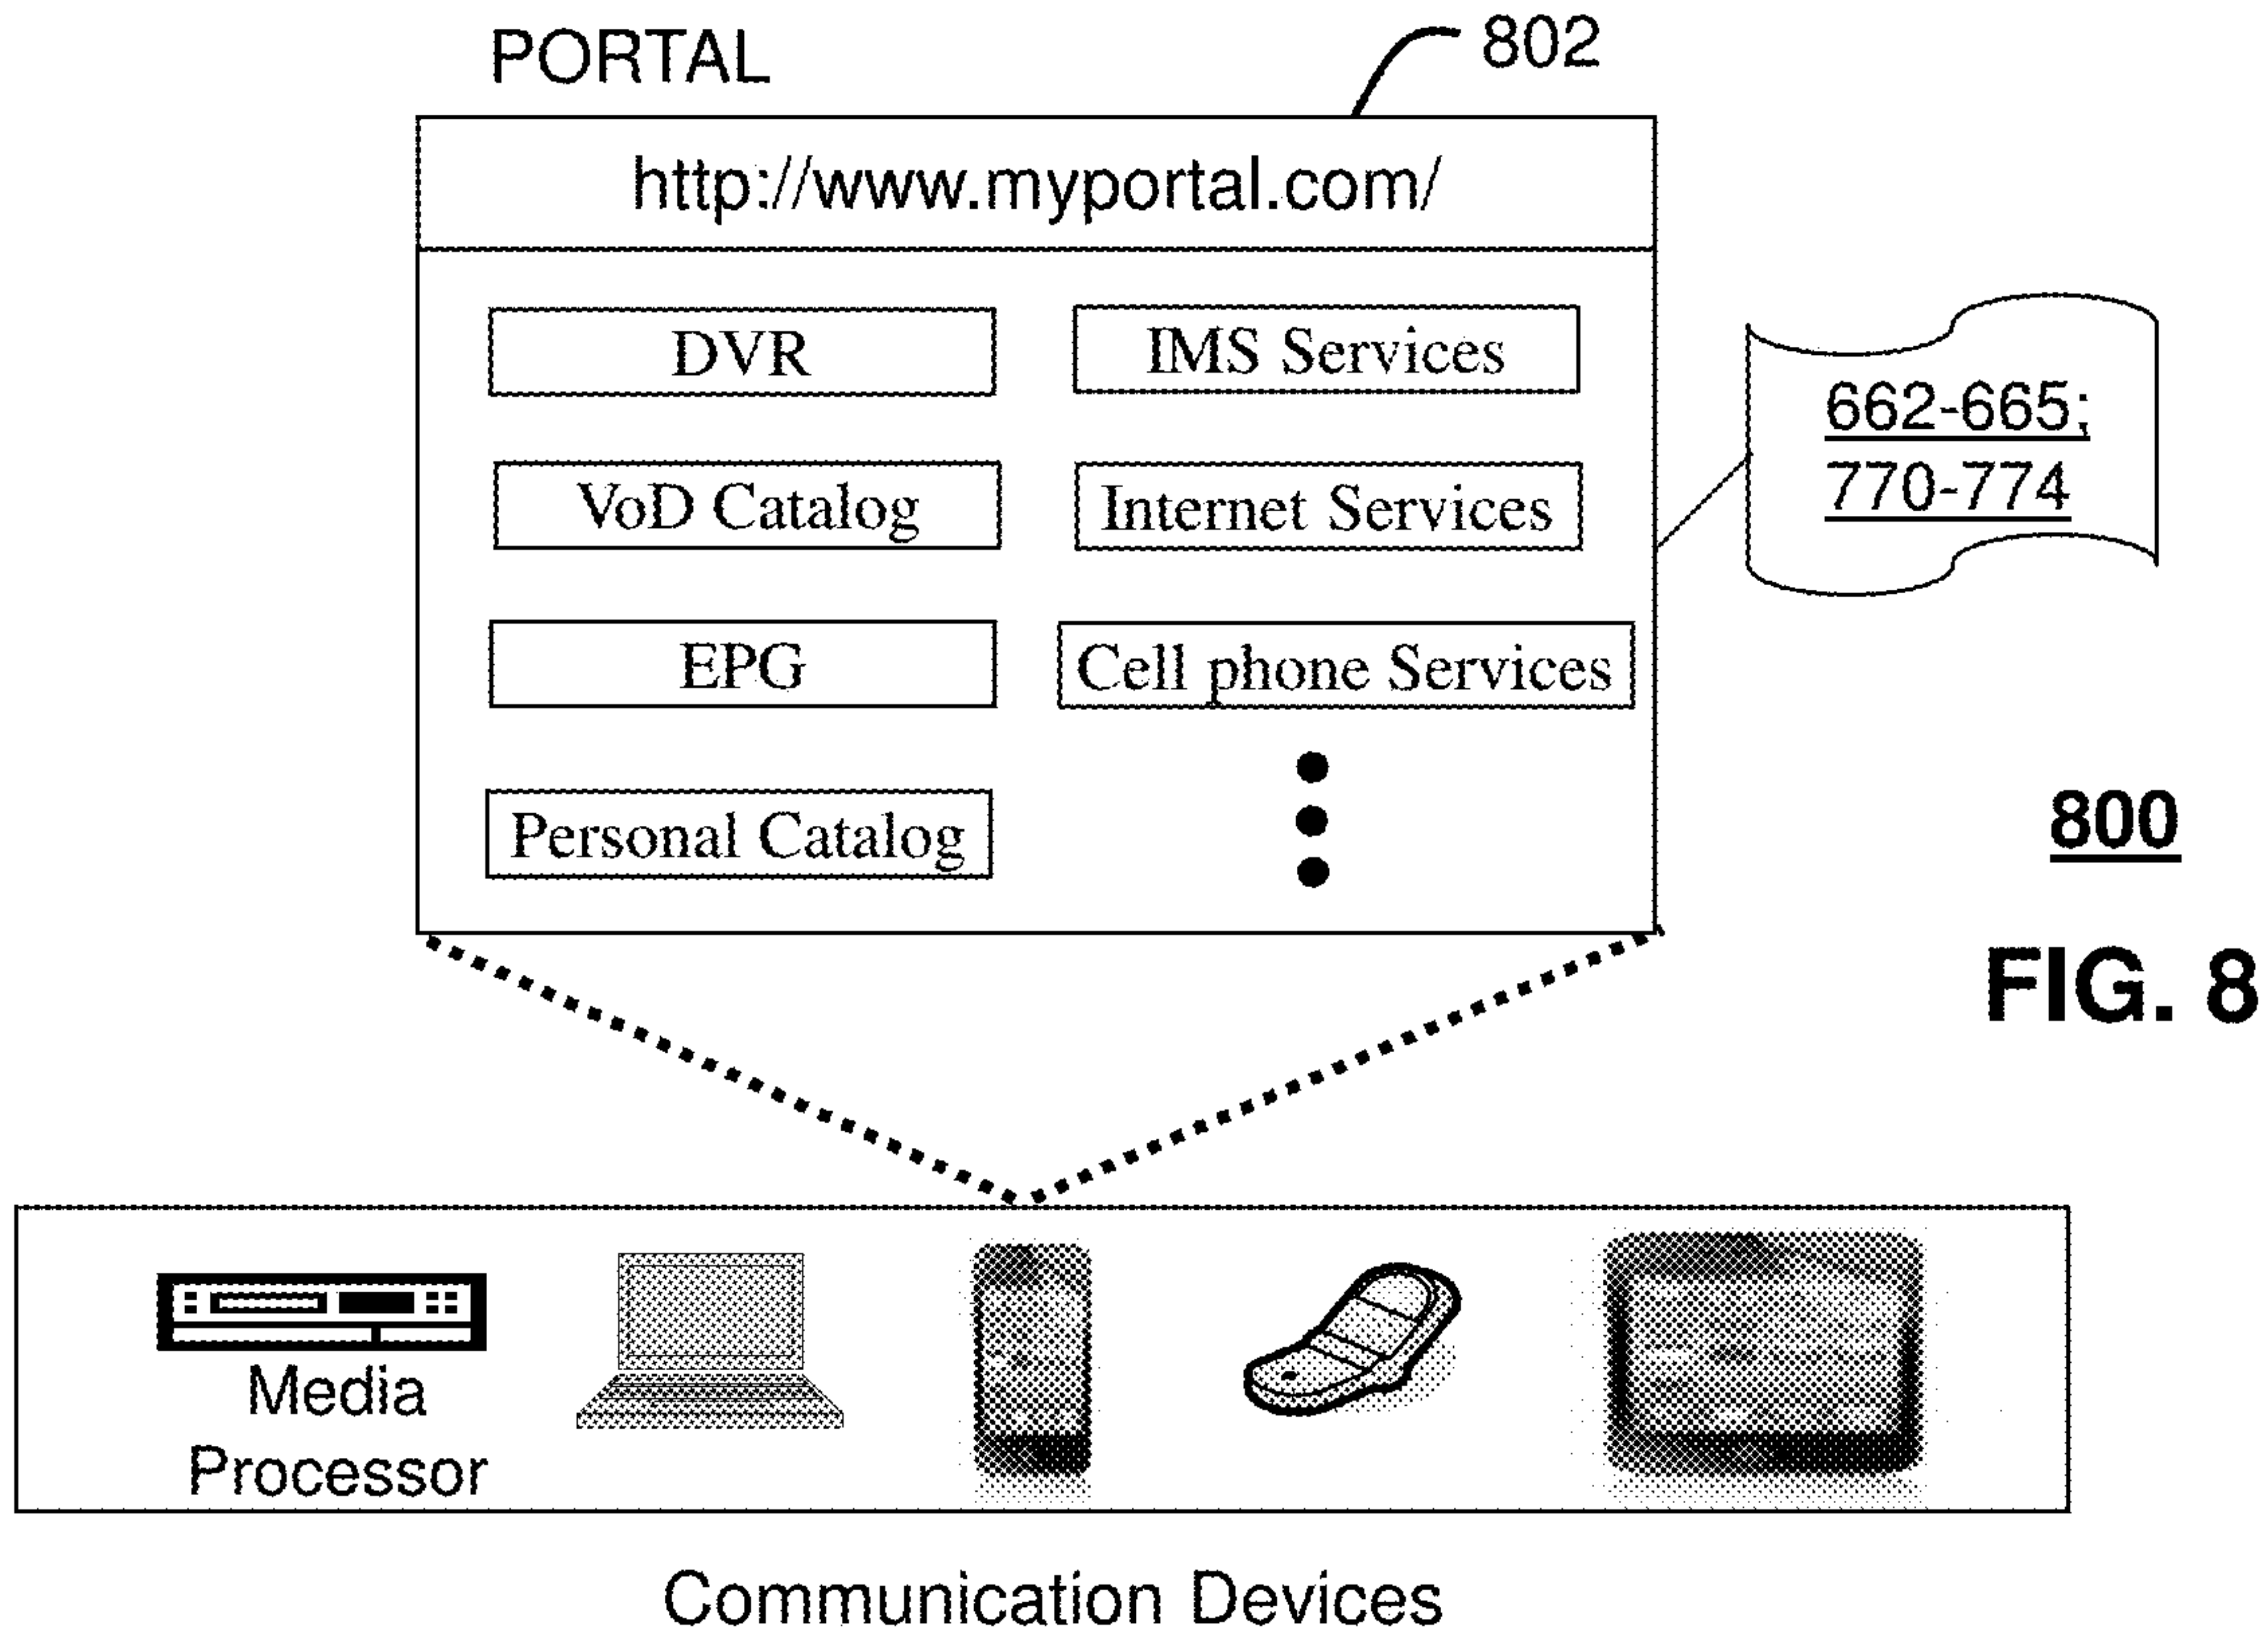 PORTAL
802
http://www.myportal.com/
DVR
IMS Services
662-665;
770-774
VoD Catalog
Internet Services
EPG
Cell phone Services
Personal Catalog
800
FIG. 8
Media
Processor
Communication Devices